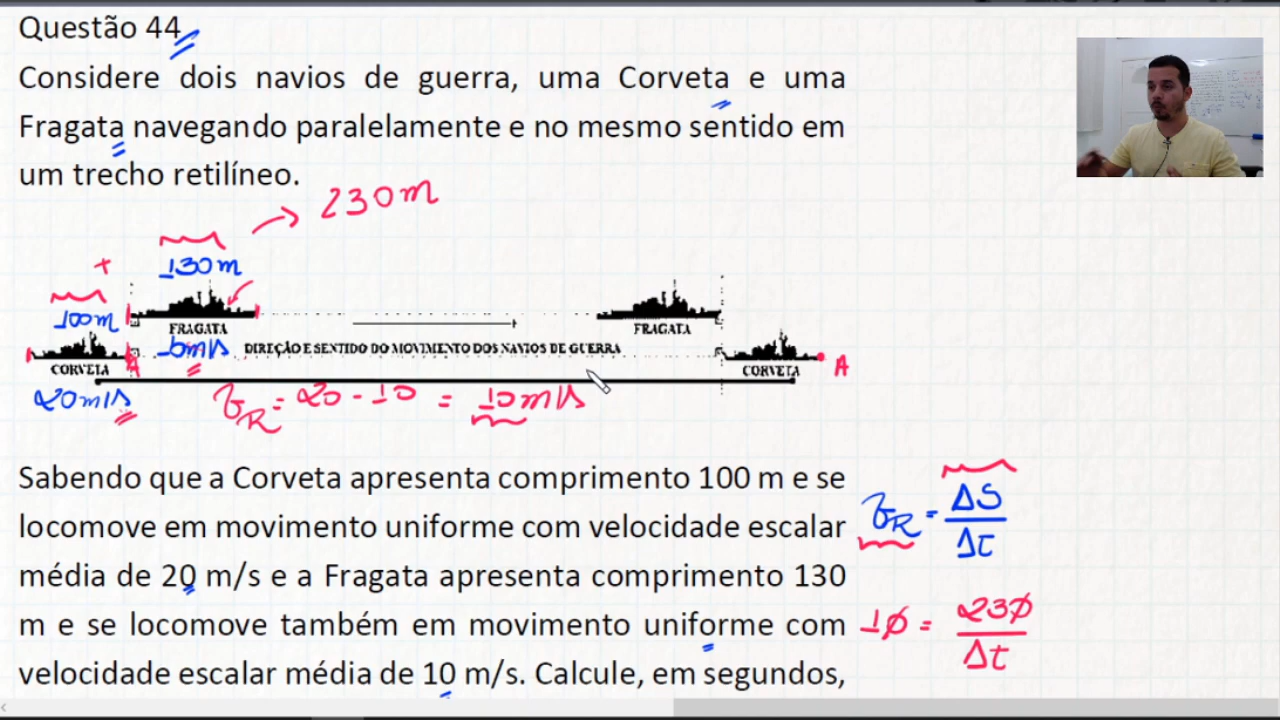 Questão 44
Considere dois navios de guerra, uma Corveta e uma
Fragata navegando paralelamente e no mesmo sentido em
um trecho retilíneo.
230m
+
130m
100m
FRAGATA
FRAGATA
10m/s
DIREÇÃO E SENTIDO DO MOVIMENTO DOS NAVIOS DE GUERRA
CORVETA
A
CORVETA
A
20m/s
VR = 20 - 10 = 10m/s
Sabendo que a Corveta apresenta comprimento 100 m e se
locomove em movimento uniforme com velocidade escalar
média de 20 m/s e a Fragata apresenta comprimento 130
m e se locomove também em movimento uniforme com
velocidade escalar média de 10 m/s. Calcule, em segundos,
VR = ΔS
Δt
10 = 230
Δt